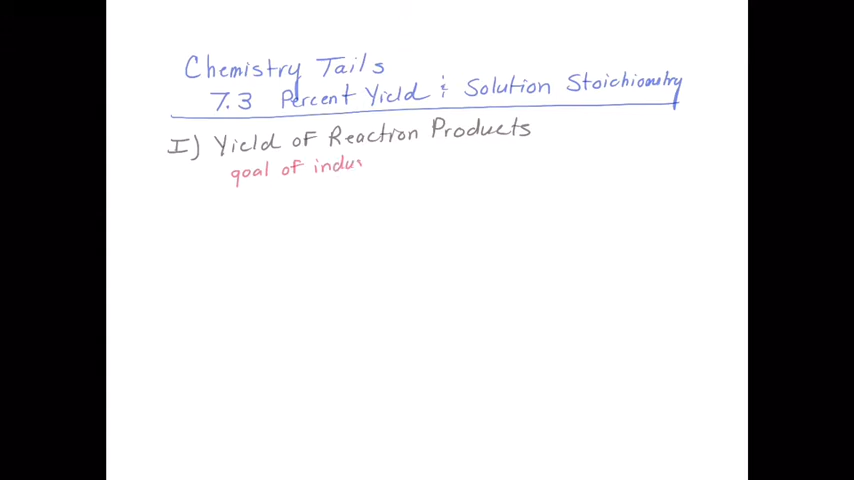 Chemistry Tails
7.3 Percent Yield & Solution Stoichiometry
I) Yield of Reaction Products
goal of indu